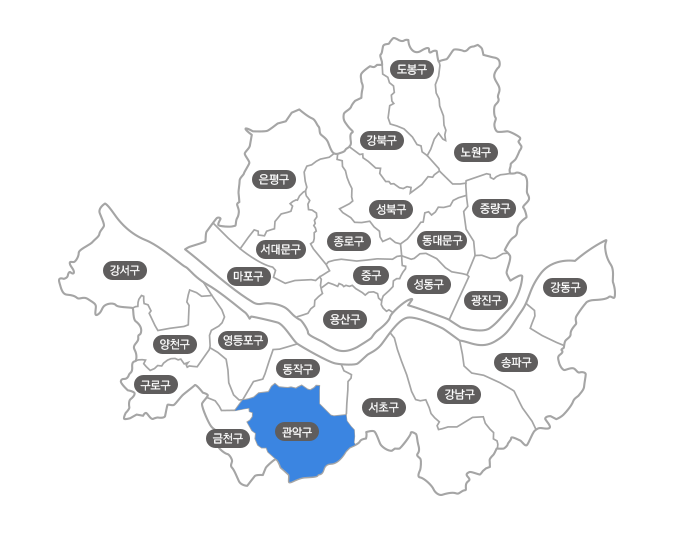 도봉구
강북구
노원구
은평구
성북구
중랑구
서대문구
종로구
동대문구
강서구
마포구
중구
성동구
강동구
광진구
용산구
양천구
영등포구
송파구
동작구
구로구
강남구
서초구
금천구
관악구